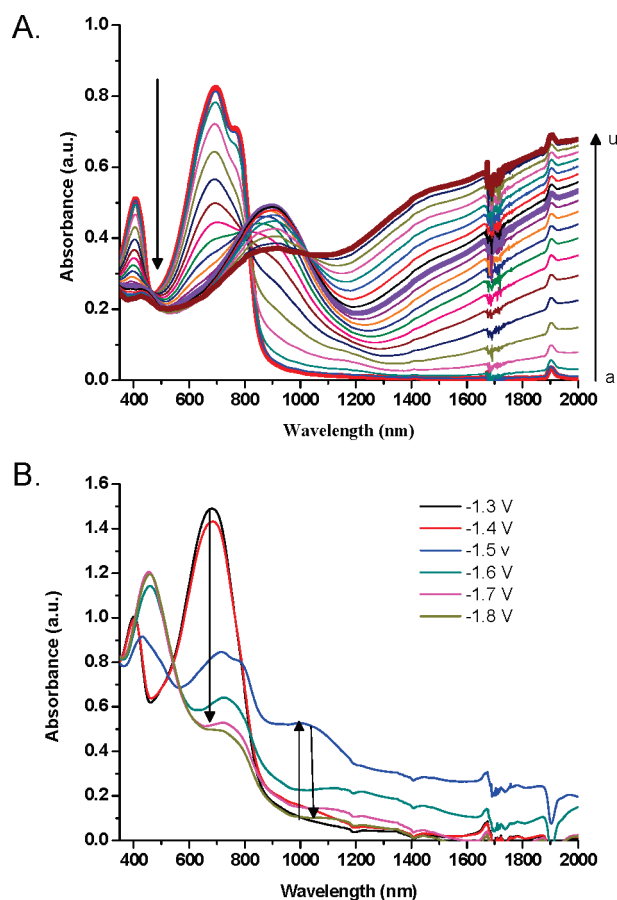 A.
Absorbance (a.u.)
1.0
0.8
0.6
0.4
0.2
0.0
u
a
400 600 800 1000 1200 1400 1600 1800 2000
Wavelength (nm)
B.
Absorbance (a.u.)
1.6
1.4
1.2
1.0
0.8
0.6
0.4
0.2
0.0
-1.3 V
-1.4 V
-1.5 v
-1.6 V
-1.7 V
-1.8 V
400 600 800 1000 1200 1400 1600 1800 2000
Wavelength (nm)